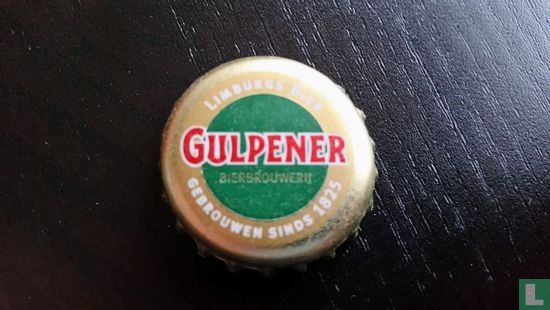 LIMBURGS BIER
GULPENER
BIERBROUWERIJ
GEBROUWEN SINDS 1825